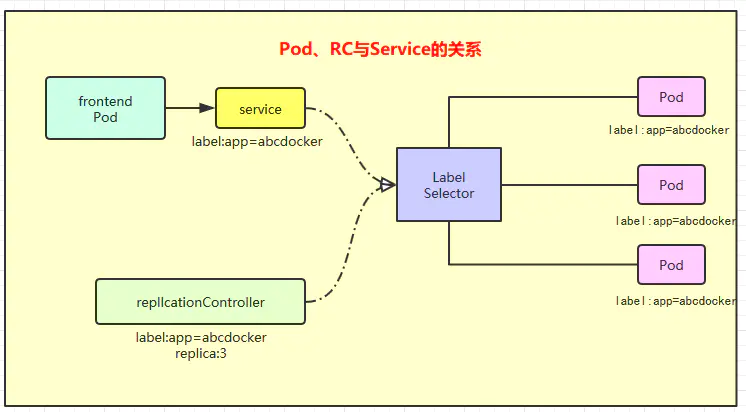 Pod、RC与Service的关系
frontend
Pod
service
label:app=abcdocker
Label
Selector
Pod
label:app=abcdocker
Pod
label:app=abcdocker
Pod
label:app=abcdocker
repllcationController
label:app=abcdocker
replica:3